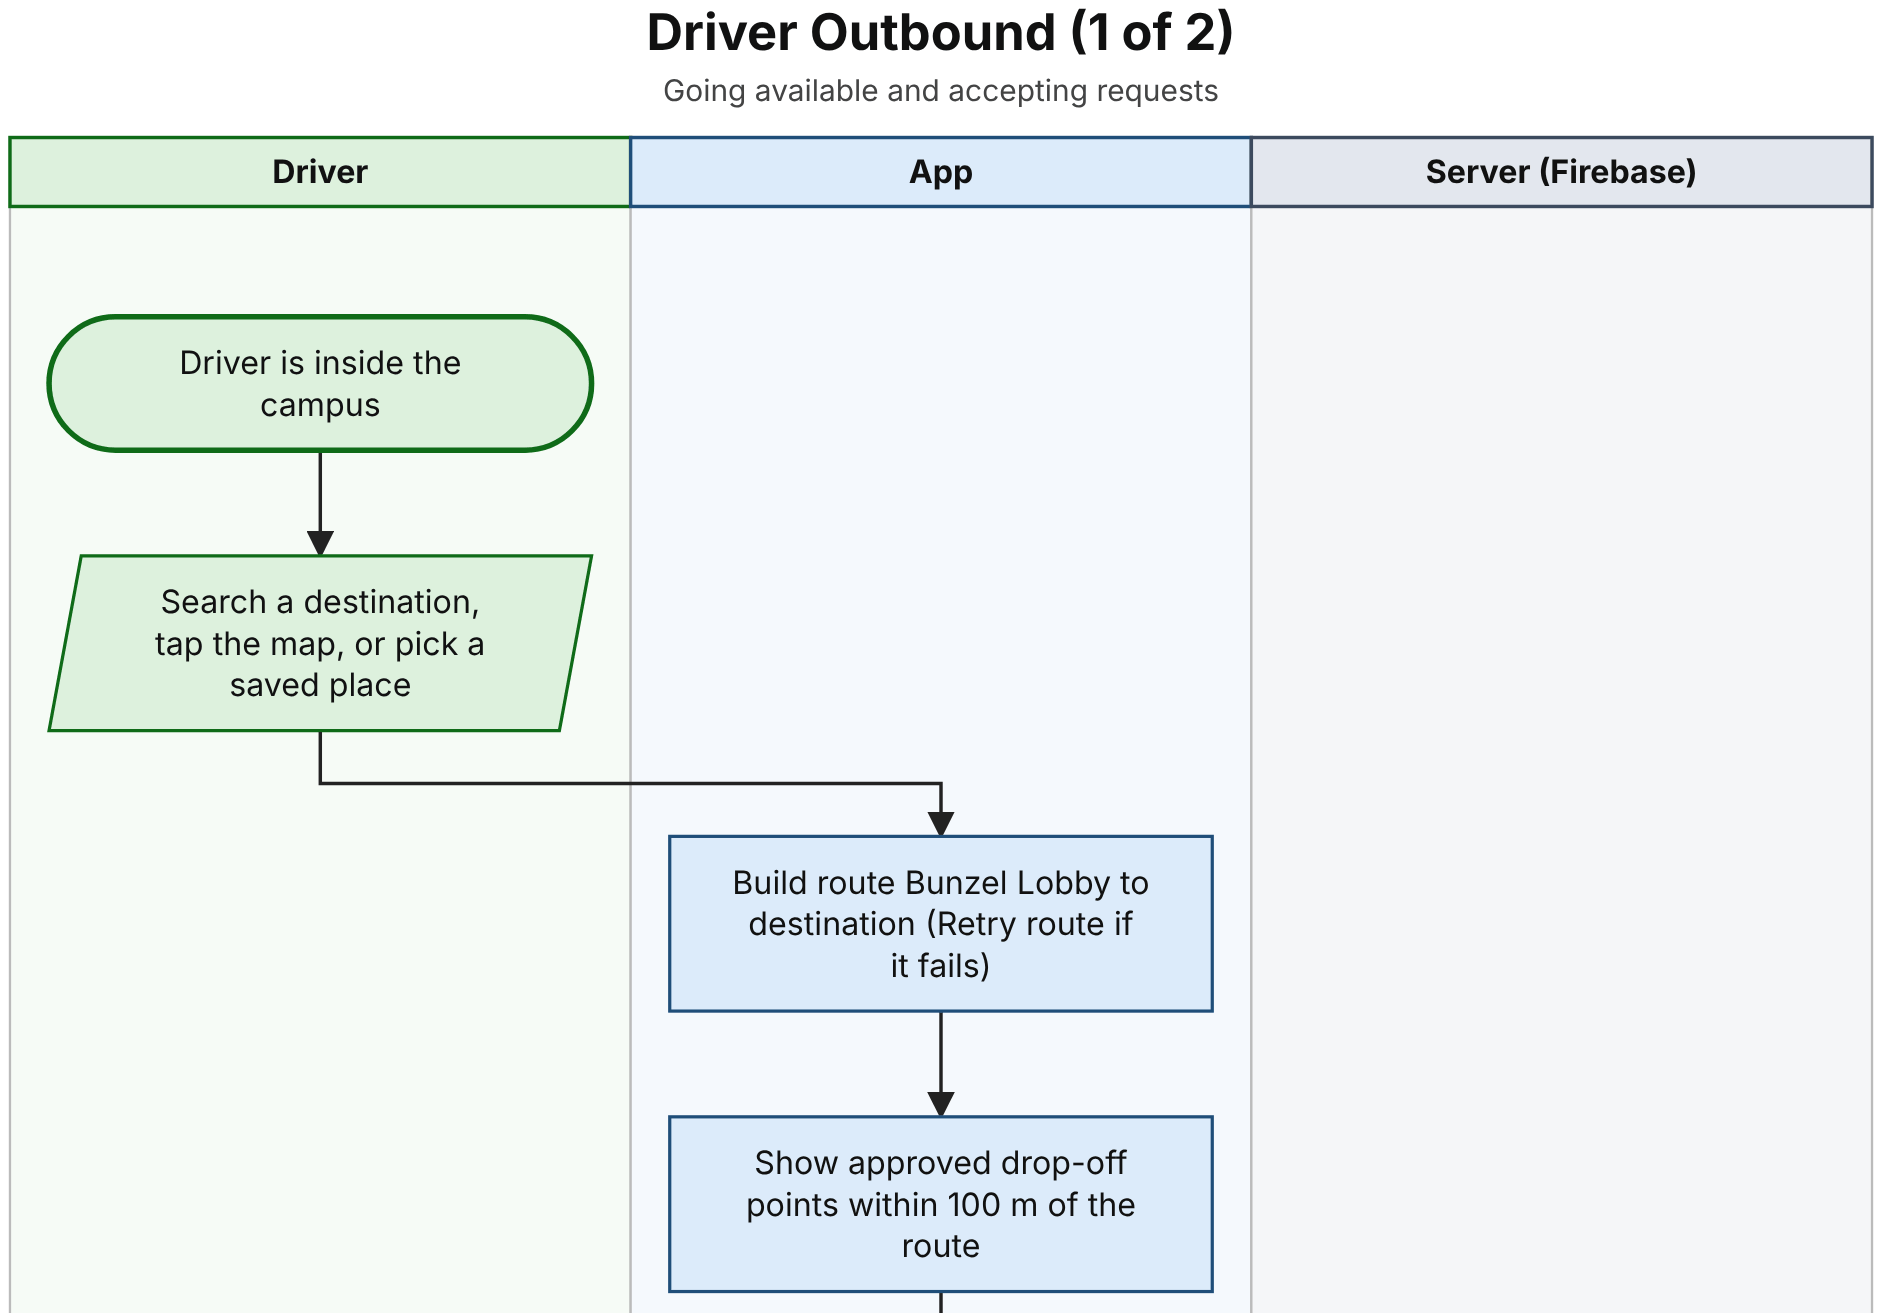 Driver Outbound (1 of 2)
Going available and accepting requests
Driver
App
Server (Firebase)
Driver is inside the
campus
Search a destination,
tap the map, or pick a
saved place
Build route Bunzel Lobby to
destination (Retry route if
it fails)
Show approved drop-off
points within 100 m of the
route